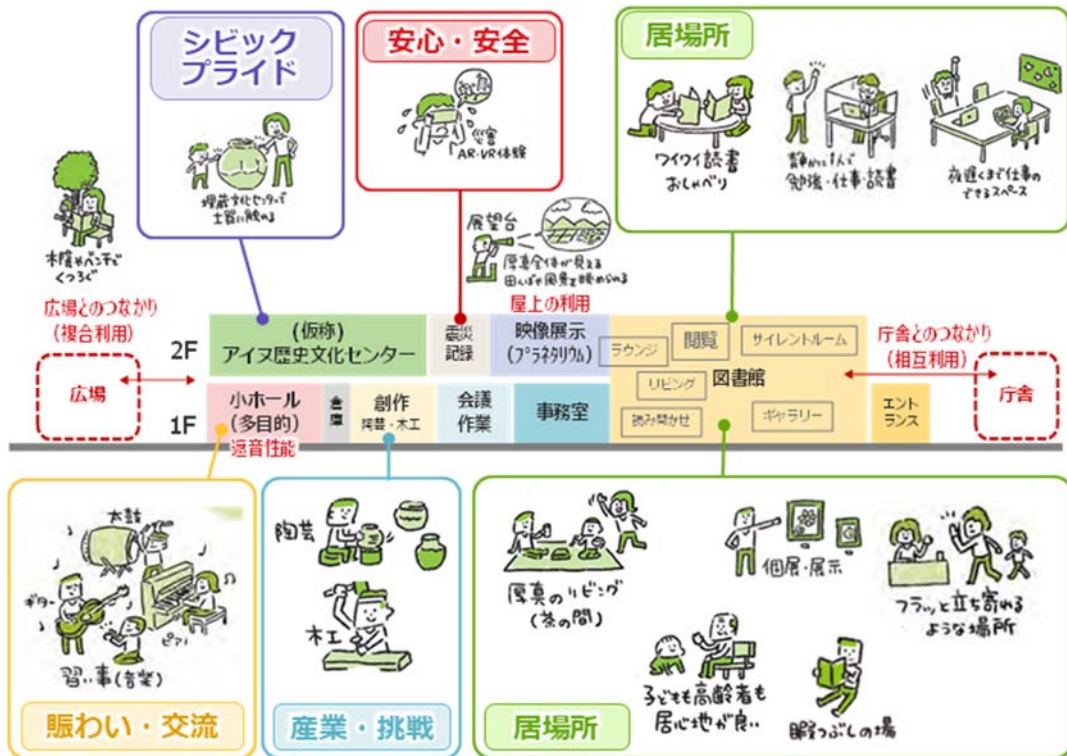 シビック
プライド
埋蔵文化センターで
土器に触れる
安心・安全
災害
AR・VR体験
居場所
ワイワイ読書
おしゃべり
静かに1人で
勉強・仕事・読書
夜遅くまで仕事の
できるスペース
木陰やベンチで
くつろぐ
展望台
厚真全体が見える
田んぼや風景を眺められる
屋上の利用
広場とのつながり
(複合利用)
広場
2F
(仮称)
アイヌ歴史文化センター
震災
記録
映像展示
(プラネタリウム)
ラウンジ
閲覧
サイレントルーム
リビング
図書館
読み聞かせ
ギャラリー
庁舎とのつながり
(相互利用)
庁舎
1F
小ホール
(多目的)
遮音性能
倉庫
創作
陶芸・木工
会議
作業
事務室
エント
ランス
太鼓
ギター
ピアノ
習い事(音楽)
賑わい・交流
陶芸
木工
産業・挑戦
厚真のリビング
(茶の間)
個展・展示
フラッと立ち寄れる
ような場所
子どもも高齢者も
居心地が良い
暇つぶしの場
居場所